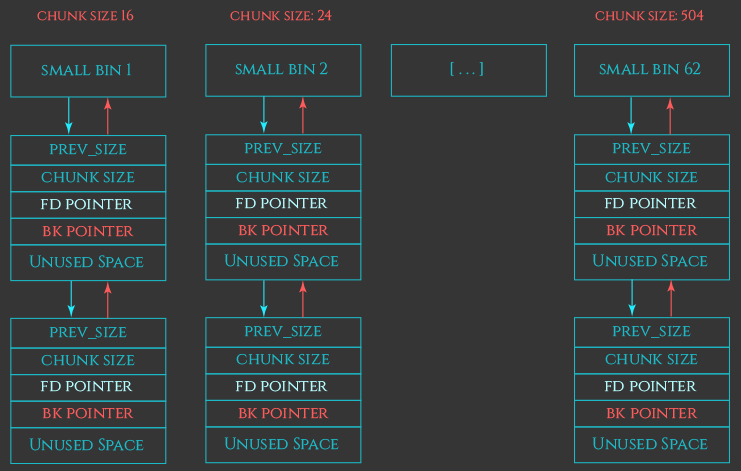 CHUNK SIZE 16
CHUNK SIZE: 24
CHUNK SIZE: 504
SMALL BIN 1
SMALL BIN 2
[ . . . ]
SMALL BIN 62
PREV_SIZE
CHUNK SIZE
FD POINTER
BK POINTER
UNUSED SPACE
PREV_SIZE
CHUNK SIZE
FD POINTER
BK POINTER
UNUSED SPACE
PREV_SIZE
CHUNK SIZE
FD POINTER
BK POINTER
UNUSED SPACE
PREV_SIZE
CHUNK SIZE
FD POINTER
BK POINTER
UNUSED SPACE
PREV_SIZE
CHUNK SIZE
FD POINTER
BK POINTER
UNUSED SPACE
PREV_SIZE
CHUNK SIZE
FD POINTER
BK POINTER
UNUSED SPACE